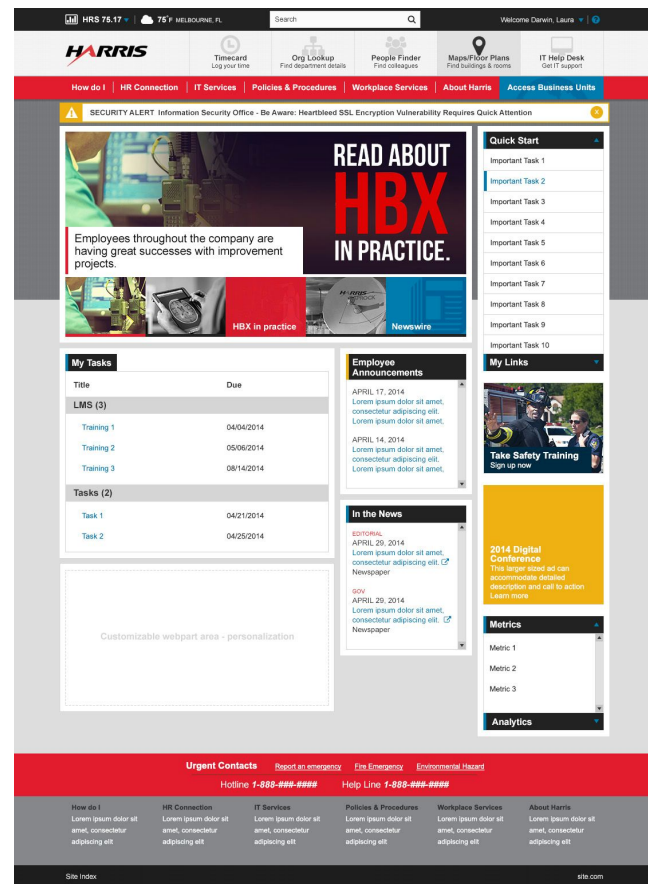 HRS 75.17
75°F MELBOURNE, FL
Search
Welcome Darwin, Laura
HARRIS
Timecard
Log your time
Org Lookup
Find department details
People Finder
Find colleagues
Maps/Floor Plans
Find buildings & rooms
IT Help Desk
Get IT support
How do I
HR Connection
IT Services
Policies & Procedures
Workplace Services
About Harris
Access Business Units
SECURITY ALERT Information Security Office - Be Aware: Heartbleed SSL Encryption Vulnerability Requires Quick Attention
READ ABOUT
HBX
IN PRACTICE.
Employees throughout the company are
having great successes with improvement
projects.
HBX in practice
HARRIS
Newswire
Quick Start
Important Task 1
Important Task 2
Important Task 3
Important Task 4
Important Task 5
Important Task 6
Important Task 7
Important Task 8
Important Task 9
Important Task 10
My Links
My Tasks
Title Due
LMS (3)
Training 1 04/04/2014
Training 2 05/06/2014
Training 3 08/14/2014
Tasks (2)
Task 1 04/21/2014
Task 2 04/25/2014
Customizable webpart area - personalization
Employee
Announcements
APRIL 17, 2014
Lorem ipsum dolor sit amet,
consectetur adipiscing elit.
Lorem ipsum dolor sit amet,
APRIL 14, 2014
Lorem ipsum dolor sit amet,
consectetur adipiscing elit.
Lorem ipsum dolor sit amet,
In the News
EDITORIAL
APRIL 29, 2014
Lorem ipsum dolor sit amet,
consectetur adipiscing elit.
Newspaper
GOV
APRIL 29, 2014
Lorem ipsum dolor sit amet,
consectetur adipiscing elit.
Newspaper
Take Safety Training
Sign up now
2014 Digital
Conference
This larger sized ad can
accommodate detailed
description and call to action
Learn more
Metrics
Metric 1
Metric 2
Metric 3
Analytics
Urgent Contacts Report an emergency Fire Emergency Environmental Hazard
Hotline 1-888-###-#### Help Line 1-888-###-####
How do I
Lorem ipsum dolor sit
amet, consectetur
adipiscing elit
HR Connection
Lorem ipsum dolor sit
amet, consectetur
adipiscing elit
IT Services
Lorem ipsum dolor sit
amet, consectetur
adipiscing elit
Policies & Procedures
Lorem ipsum dolor sit
amet, consectetur
adipiscing elit
Workplace Services
Lorem ipsum dolor sit
amet, consectetur
adipiscing elit
About Harris
Lorem ipsum dolor sit
amet, consectetur
adipiscing elit
Site Index
site.com